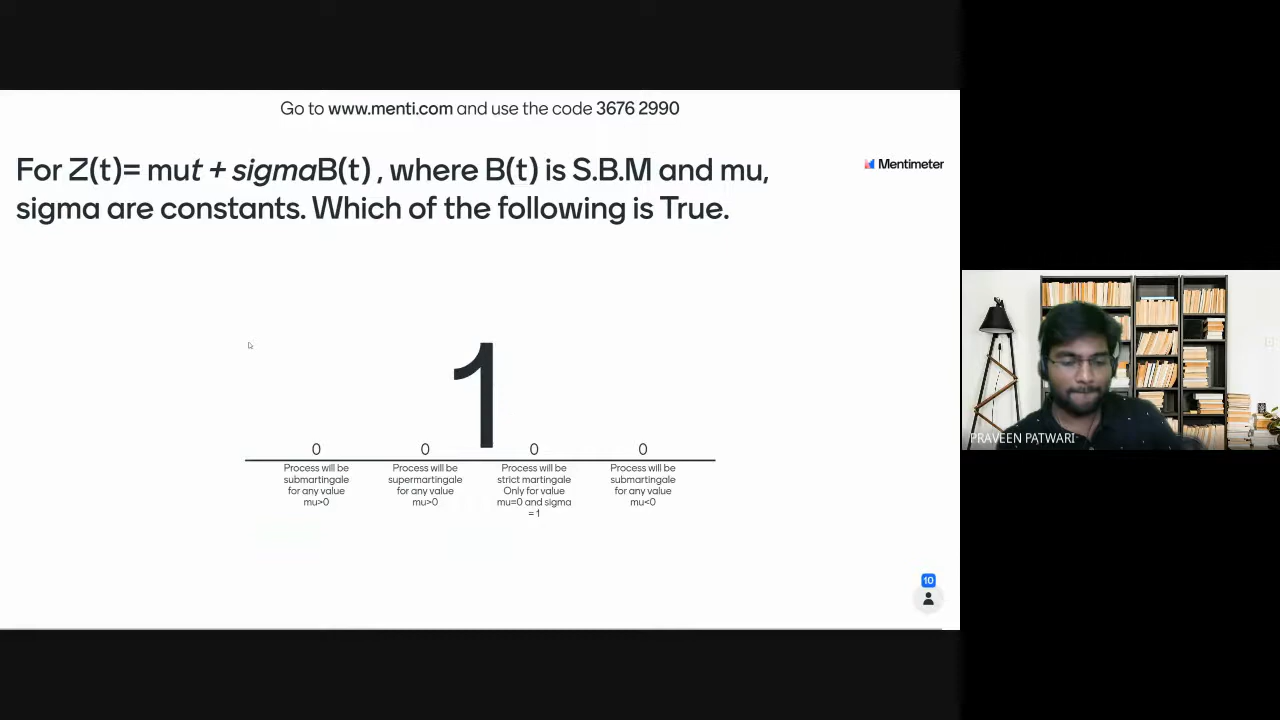 Go to www.menti.com and use the code 3676 2990
For Z(t)= mut + sigmaB(t) , where B(t) is S.B.M and mu,
sigma are constants. Which of the following is True.
Mentimeter
1
0
0
0
0
Process will be
submartingale
for any value
mu>0
Process will be
supermartingale
for any value
mu>0
Process will be
strict martingale
Only for value
mu=0 and sigma
= 1
Process will be
submartingale
for any value
mu<0
10
PRAVEEN PATWARI